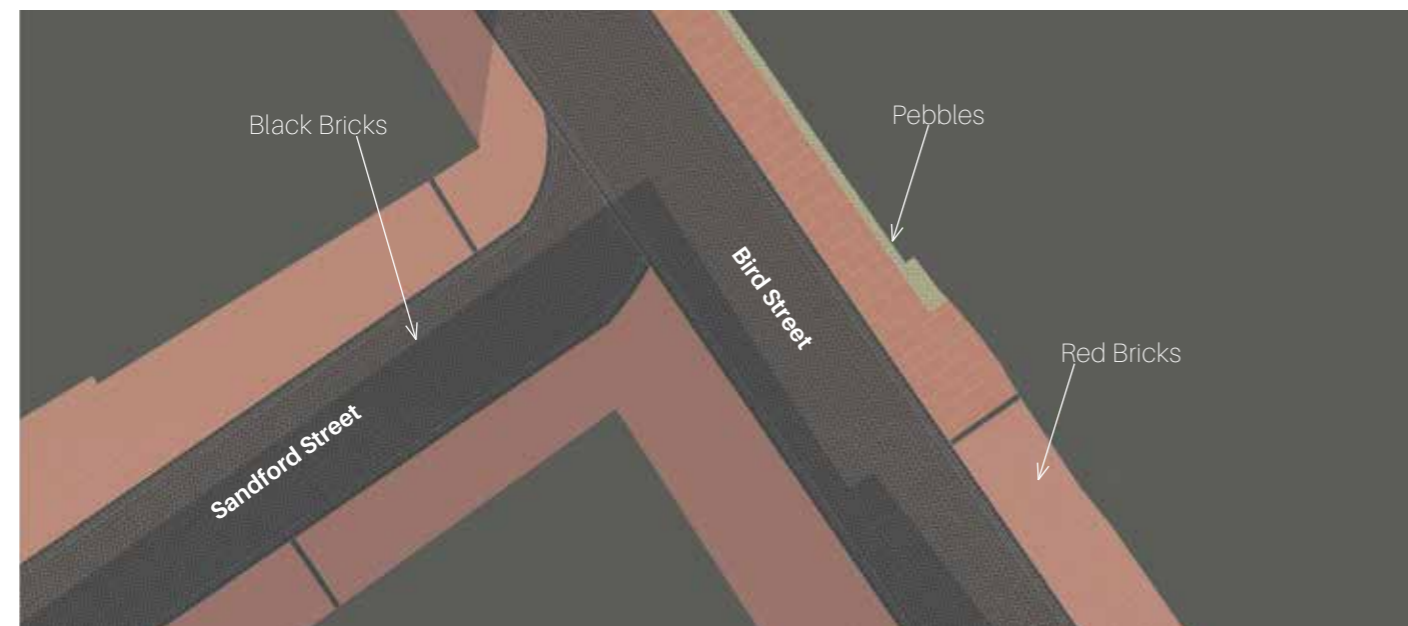 Black Bricks
Pebbles
Bird Street
Red Bricks
Sandford Street